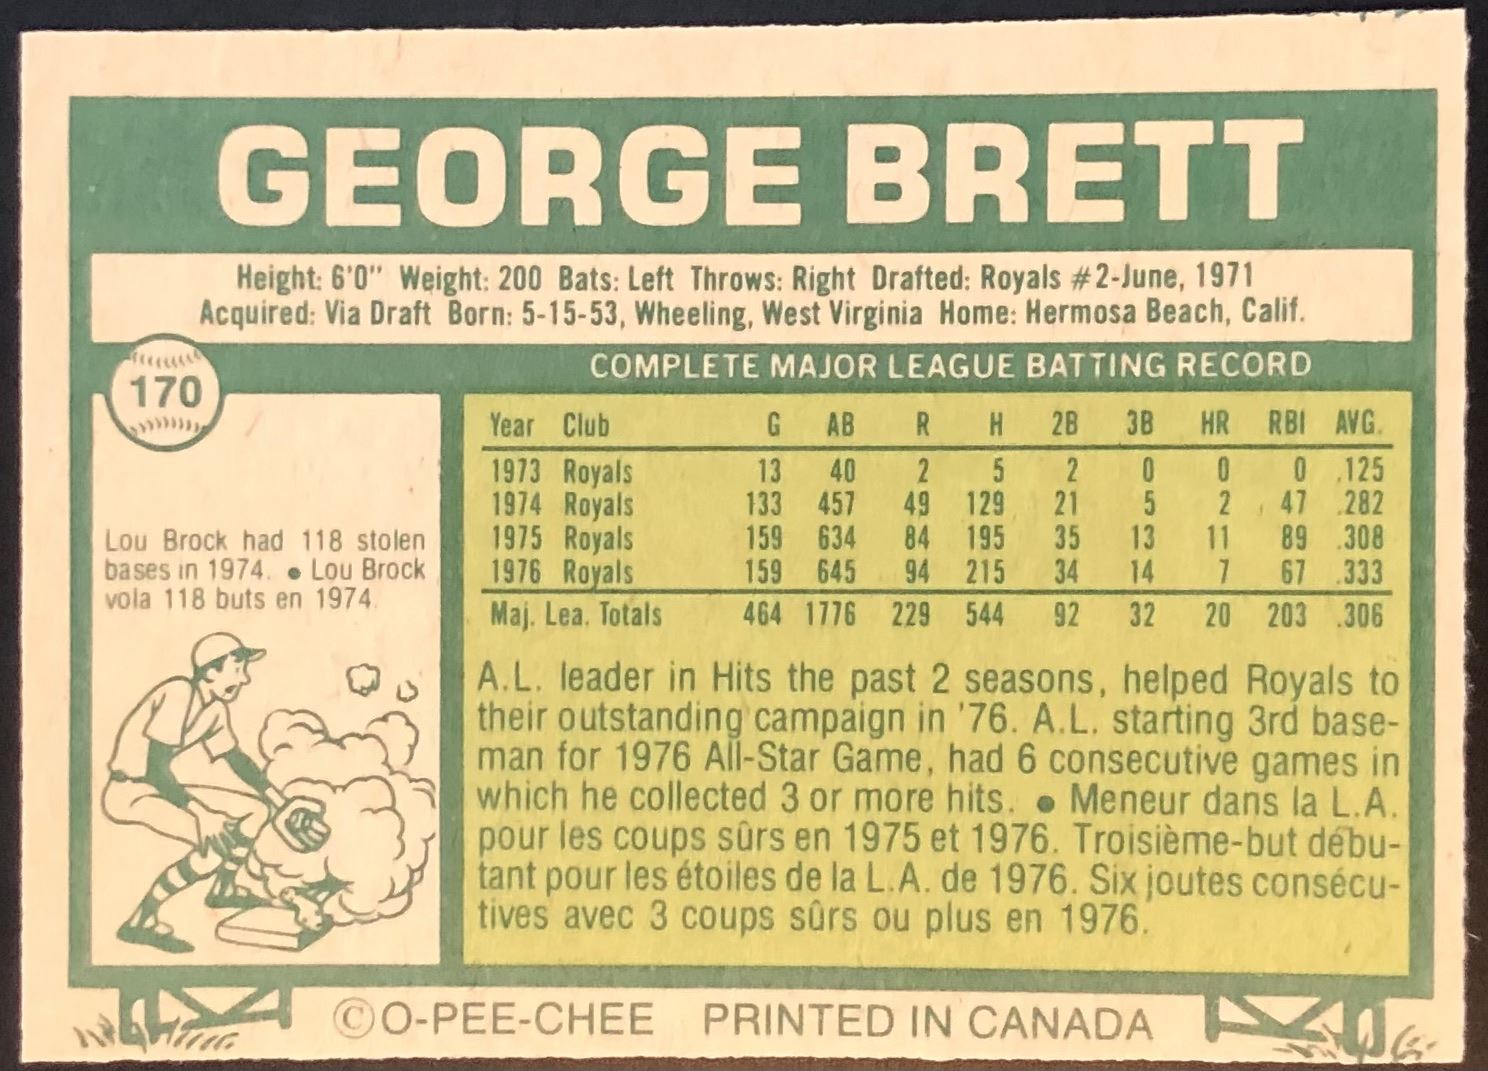 GEORGE BRETT
Height: 6'0" Weight: 200 Bats: Left Throws: Right Drafted: Royals #2-June, 1971
Acquired: Via Draft Born: 5-15-53, Wheeling, West Virginia Home: Hermosa Beach, Calif.
170
COMPLETE MAJOR LEAGUE BATTING RECORD
Year Club G AB R H 2B 3B HR RBI AVG.
1973 Royals 13 40 2 5 2 0 0 0 .125
1974 Royals 133 457 49 129 21 5 2 47 .282
1975 Royals 159 634 84 195 35 13 11 89 .308
1976 Royals 159 645 94 215 34 14 7 67 .333
Maj. Lea. Totals 464 1776 229 544 92 32 20 203 .306
Lou Brock had 118 stolen
bases in 1974. • Lou Brock
vola 118 buts en 1974.
A.L. leader in Hits the past 2 seasons, helped Royals to
their outstanding campaign in '76. A.L. starting 3rd base-
man for 1976 All-Star Game, had 6 consecutive games in
which he collected 3 or more hits. • Meneur dans la L.A.
pour les coups sûrs en 1975 et 1976. Troisième-but débu-
tant pour les étoiles de la L.A. de 1976. Six joutes consécu-
tives avec 3 coups sûrs ou plus en 1976.
©O-PEE-CHEE PRINTED IN CANADA